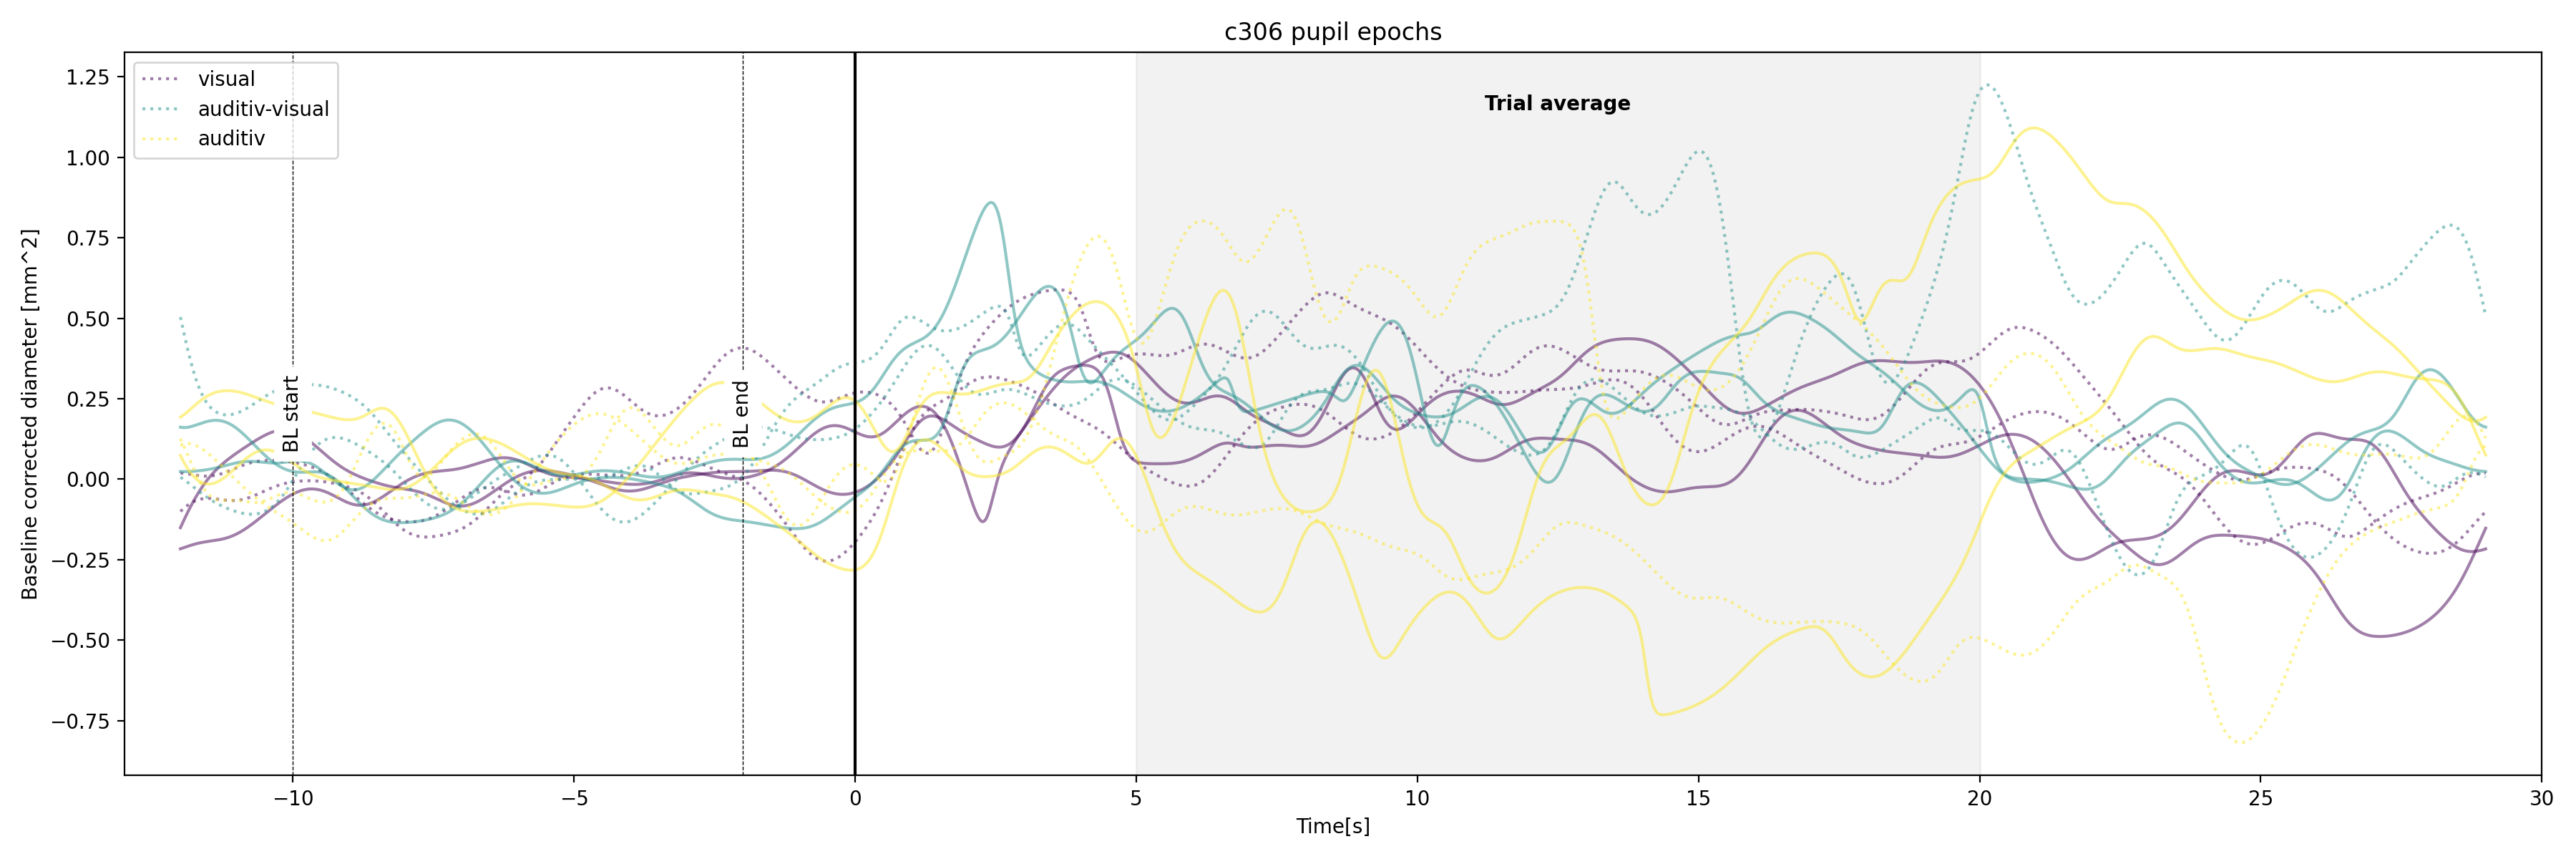 c306 pupil epochs
visual
auditiv-visual
auditiv
Trial average
BL start
BL end
Baseline corrected diameter [mm^2]
1.25
1.00
0.75
0.50
0.25
0.00
−0.25
−0.50
−0.75
−10
−5
0
5
10
15
20
25
30
Time[s]